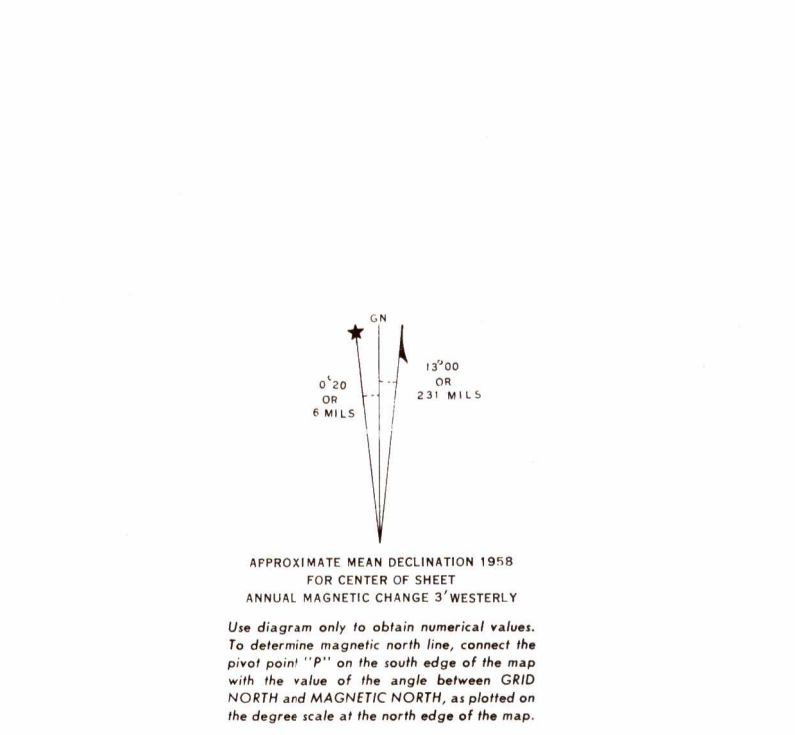 GN
0°20
OR
6 MILS
13°00
OR
231 MILS
APPROXIMATE MEAN DECLINATION 1958
FOR CENTER OF SHEET
ANNUAL MAGNETIC CHANGE 3′ WESTERLY
Use diagram only to obtain numerical values.
To determine magnetic north line, connect the
pivot point "P" on the south edge of the map
with the value of the angle between GRID
NORTH and MAGNETIC NORTH, as plotted on
the degree scale at the north edge of the map.